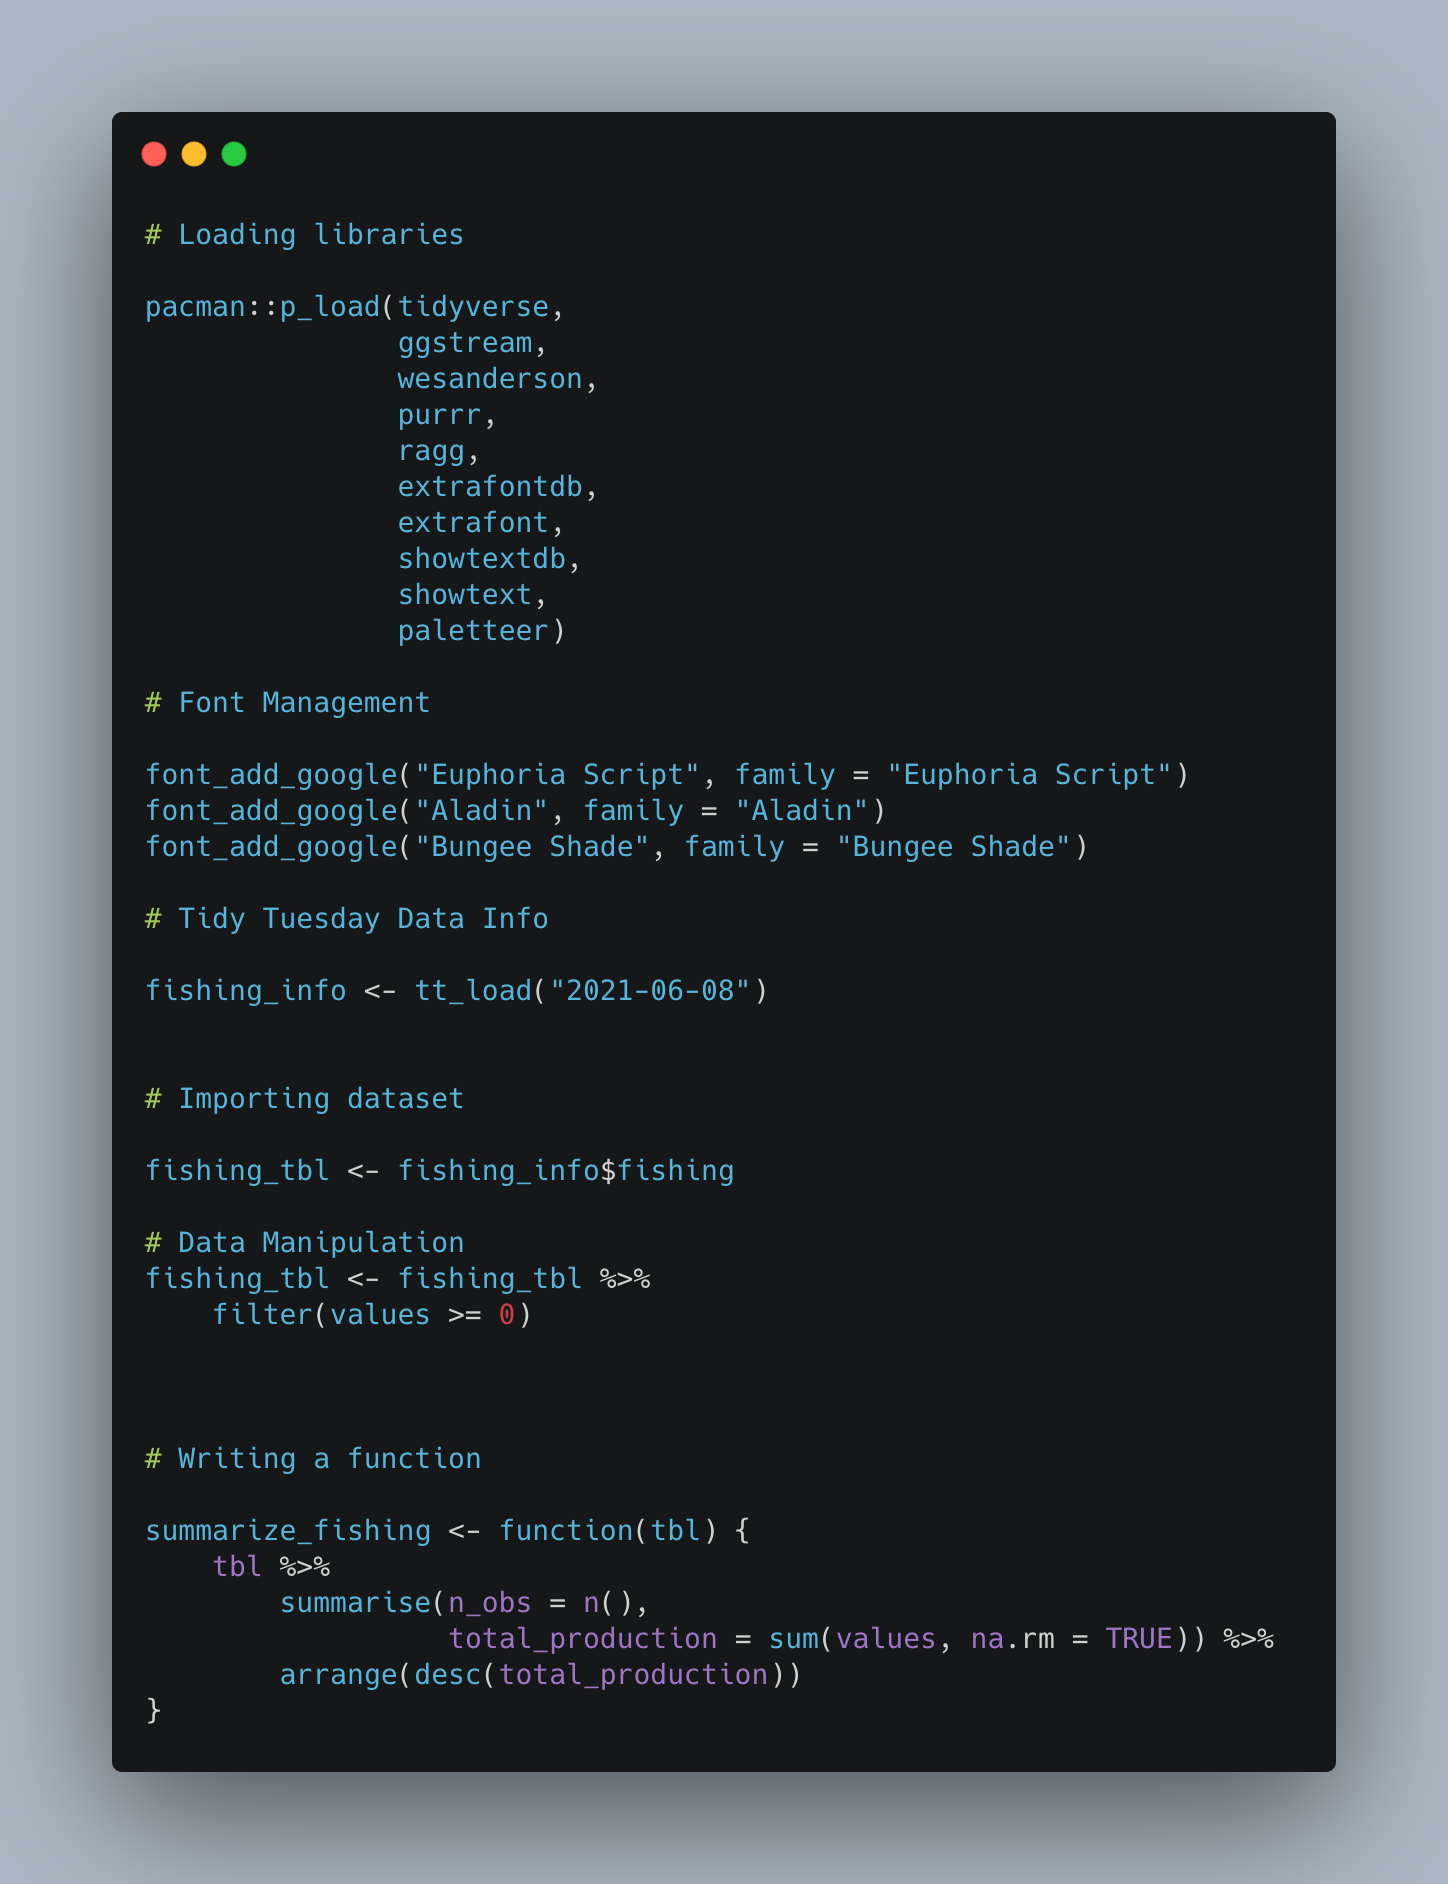 # Loading libraries
pacman::p_load(tidyverse,
               ggstream,
               wesanderson,
               purrr,
               ragg,
               extrafontdb,
               extrafont,
               showtextdb,
               showtext,
               paletteer)
# Font Management
font_add_google("Euphoria Script", family = "Euphoria Script")
font_add_google("Aladin", family = "Aladin")
font_add_google("Bungee Shade", family = "Bungee Shade")
# Tidy Tuesday Data Info
fishing_info <- tt_load("2021-06-08")
# Importing dataset
fishing_tbl <- fishing_info$fishing
# Data Manipulation
fishing_tbl <- fishing_tbl %>%
    filter(values >= 0)
# Writing a function
summarize_fishing <- function(tbl) {
    tbl %>%
        summarise(n_obs = n(),
                  total_production = sum(values, na.rm = TRUE)) %>%
        arrange(desc(total_production))
}